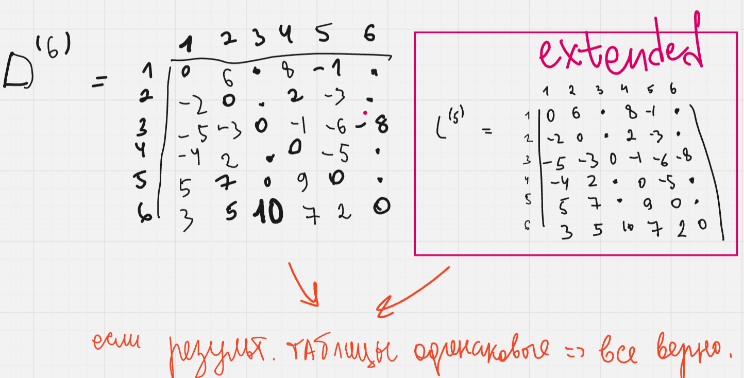 D^(6) =
1 2 3 4 5 6
1 0 6 • 8 -1 •
2 -2 0 • 2 -3 •
3 -5 -3 0 -1 -6 -8
4 -4 2 • 0 -5 •
5 5 7 • 9 0 •
6 3 5 10 7 2 0
extended
L^(5) =
1 2 3 4 5 6
1 0 6 • 8 -1 •
2 -2 0 • 2 -3 •
3 -5 -3 0 -1 -6 -8
4 -4 2 • 0 -5 •
5 5 7 • 9 0 •
6 3 5 10 7 2 0
если результ. таблицы одинаковые => все верно.